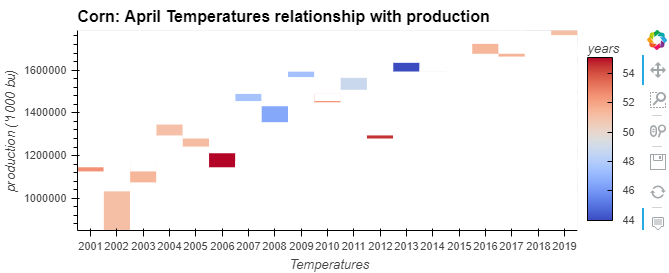 Corn: April Temperatures relationship with production
years
production ('1000 bu)
1600000
1400000
1200000
1000000
54
52
50
48
46
44
2001 2002 2003 2004 2005 2006 2007 2008 2009 2010 2011 2012 2013 2014 2015 2016 2017 2018 2019
Temperatures